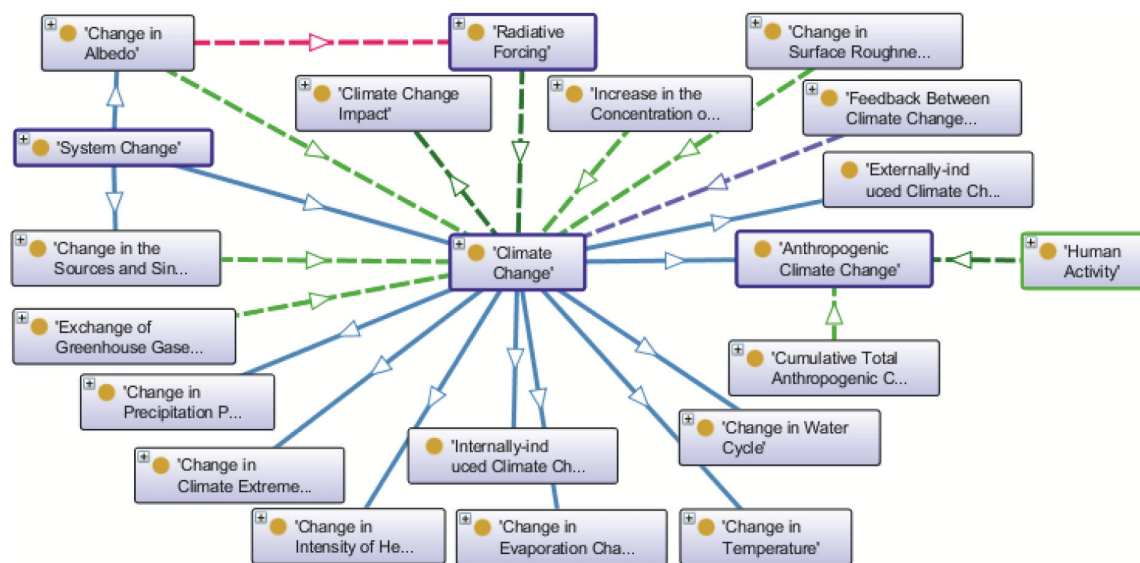 'Change in
Albedo'
'Radiative
Forcing'
'Change in
Surface Roughne...
'Climate Change
Impact'
'Increase in the
Concentration o...
'Feedback Between
Climate Change...
'System Change'
'Externally-ind
uced Climate Ch...
'Change in the
Sources and Sin...
'Climate
Change'
'Anthropogenic
Climate Change'
'Human
Activity'
'Exchange of
Greenhouse Gase...
'Cumulative Total
Anthropogenic C...
'Change in
Precipitation P...
'Change in Water
Cycle'
'Change in
Climate Extreme...
'Internally-ind
uced Climate Ch...
'Change in
Intensity of He...
'Change in
Evaporation Cha...
'Change in
Temperature'